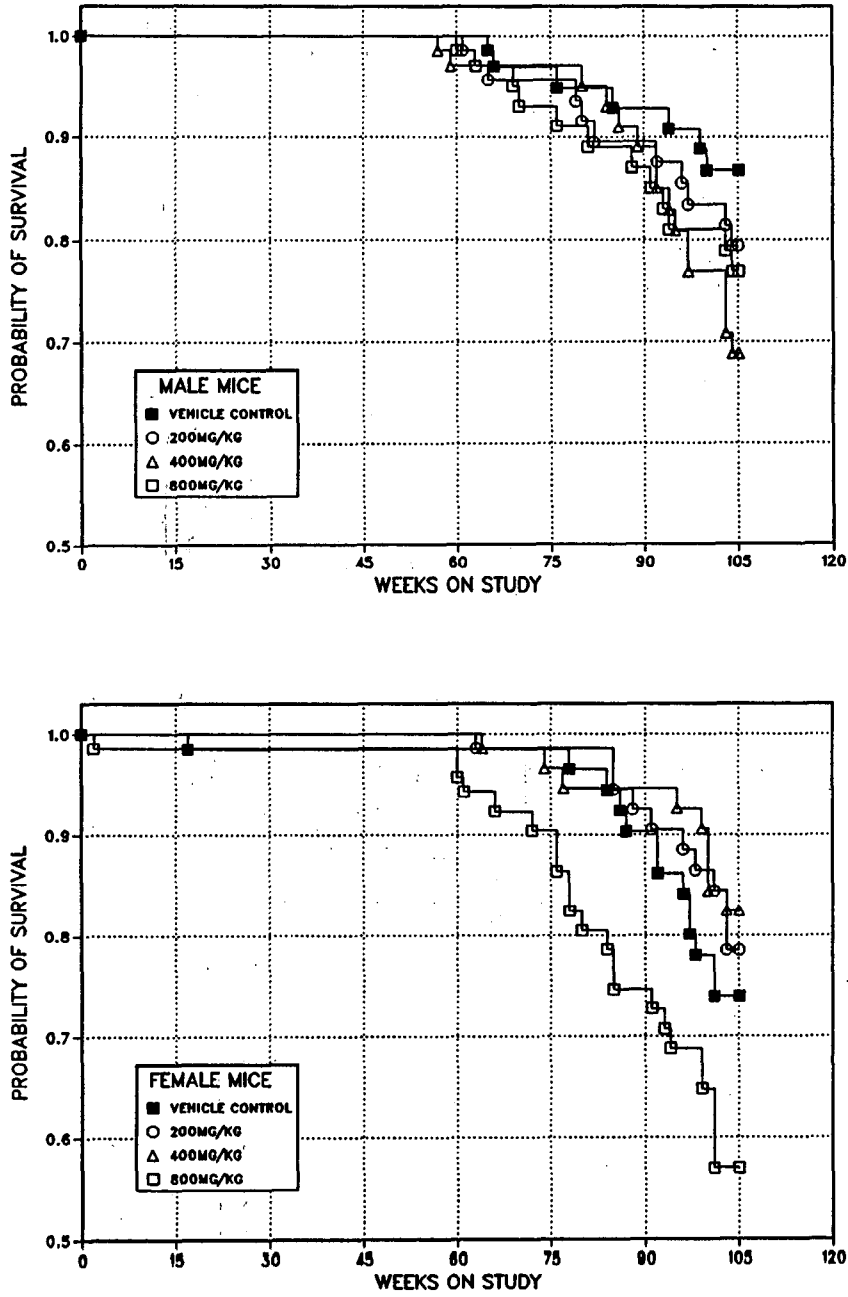 PROBABILITY OF SURVIVAL
1.0
0.9
0.8
0.7
0.6
0.5
MALE MICE
VEHICLE CONTROL
200MG/KG
400MG/KG
800MG/KG
0 15 30 45 60 75 90 105 120
WEEKS ON STUDY
PROBABILITY OF SURVIVAL
1.0
0.9
0.8
0.7
0.6
0.5
FEMALE MICE
VEHICLE CONTROL
200MG/KG
400MG/KG
800MG/KG
0 15 30 45 60 75 90 105 120
WEEKS ON STUDY